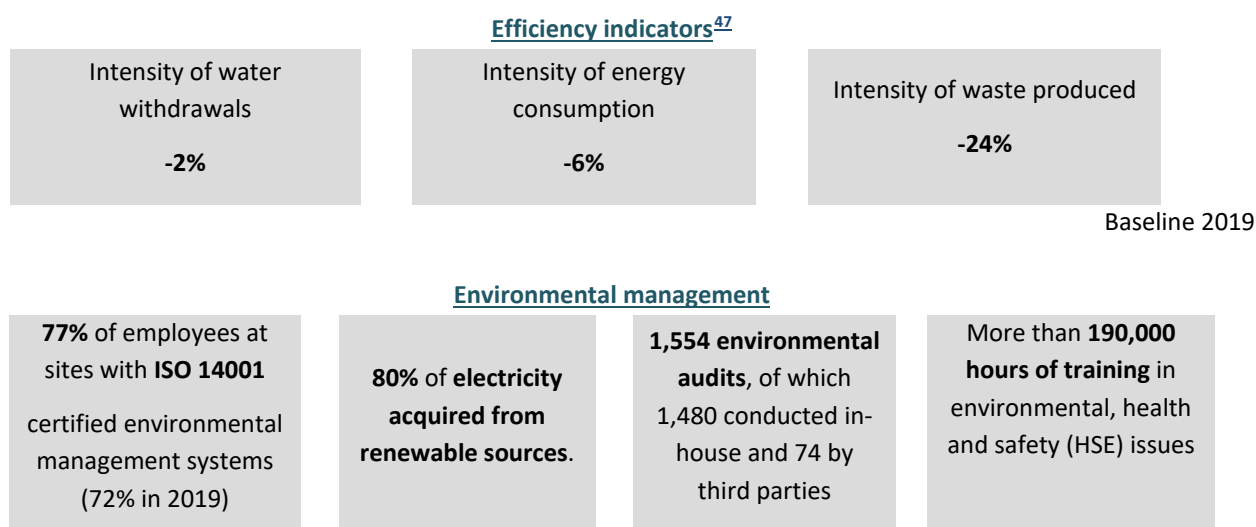 Efficiency indicators47
Intensity of water
withdrawals
-2%
Intensity of energy
consumption
-6%
Intensity of waste produced
-24%
Baseline 2019
Environmental management
77% of employees at
sites with ISO 14001
certified environmental
management systems
(72% in 2019)
80% of electricity
acquired from
renewable sources.
1,554 environmental
audits, of which
1,480 conducted in-
house and 74 by
third parties
More than 190,000
hours of training in
environmental, health
and safety (HSE) issues